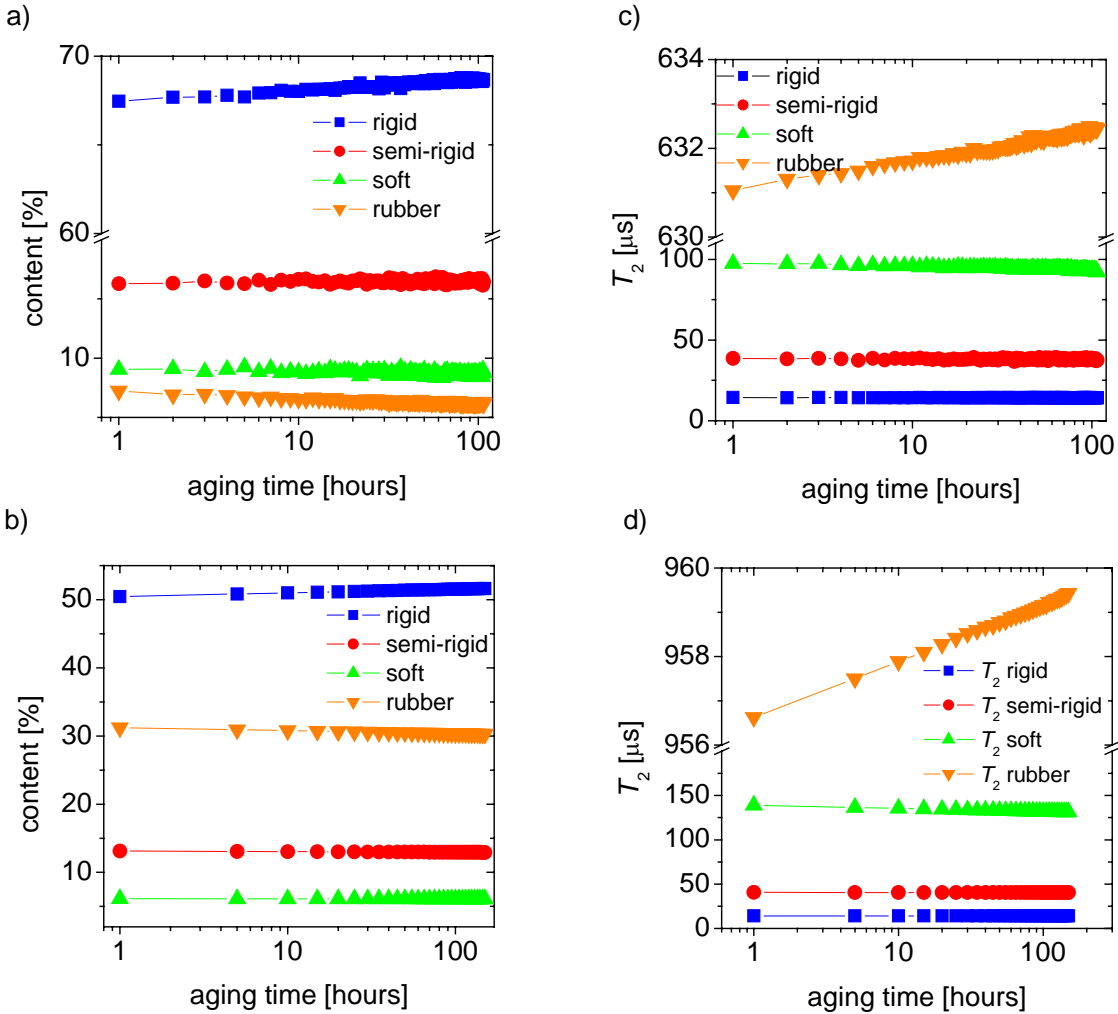 a)
70
60
10
content [%]
rigid
semi-rigid
soft
rubber
1 10 100
aging time [hours]
c)
634
632
630
100
50
0
T2 [µs]
rigid
semi-rigid
soft
rubber
1 10 100
aging time [hours]
b)
50
40
30
20
10
content [%]
rigid
semi-rigid
soft
rubber
1 10 100
aging time [hours]
d)
960
958
956
150
100
50
0
T2 [µs]
T2 rigid
T2 semi-rigid
T2 soft
T2 rubber
1 10 100
aging time [hours]